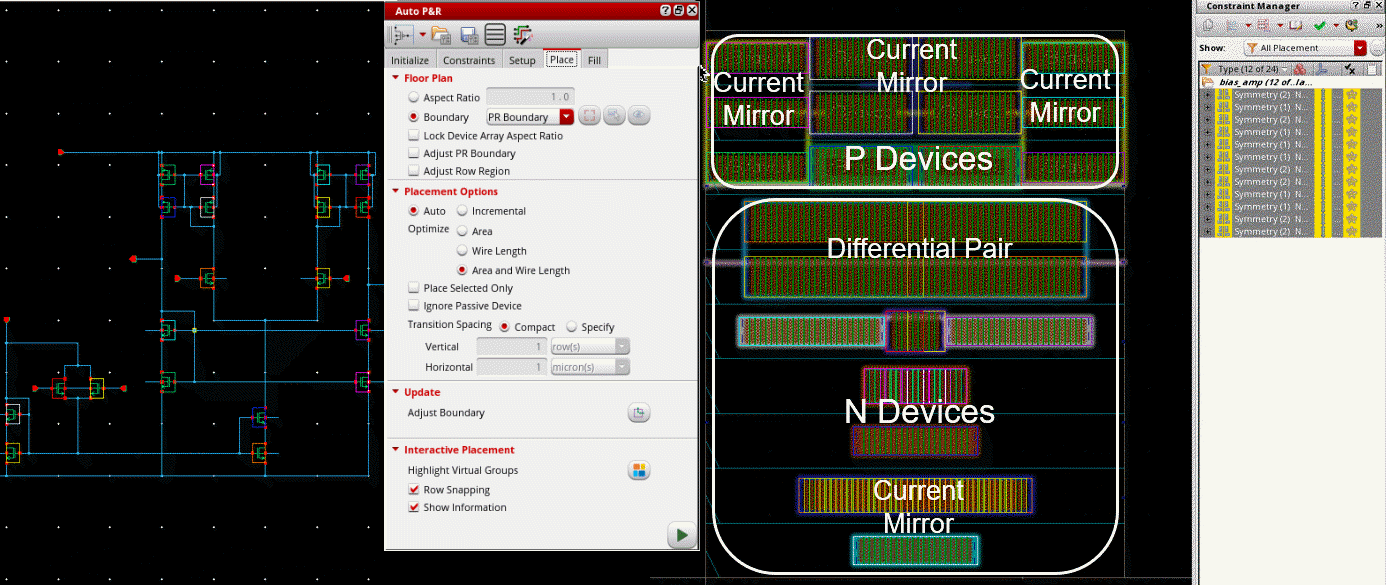 Auto P&R
Initialize Constraints Setup Place Fill
Floor Plan
Aspect Ratio 1.0
Boundary PR Boundary
Lock Device Array Aspect Ratio
Adjust PR Boundary
Adjust Row Region
Placement Options
Auto Incremental
Optimize Area
Wire Length
Area and Wire Length
Place Selected Only
Ignore Passive Device
Transition Spacing Compact Specify
Vertical 1 row(s)
Horizontal 1 micron(s)
Update
Adjust Boundary
Interactive Placement
Highlight Virtual Groups
Row Snapping
Show Information
Current
Mirror
Current
Mirror
Current
Mirror
P Devices
Differential Pair
N Devices
Current
Mirror
Constraint Manager
Show: All Placement
Type (12 of 24)
bias_amp (12 of..la...
Symmetry (2) N...
Symmetry (1) N...
Symmetry (2) N...
Symmetry (1) N...
Symmetry (1) N...
Symmetry (1) N...
Symmetry (2) N...
Symmetry (2) N...
Symmetry (1) N...
Symmetry (1) N...
Symmetry (2) N...
Symmetry (2) N...